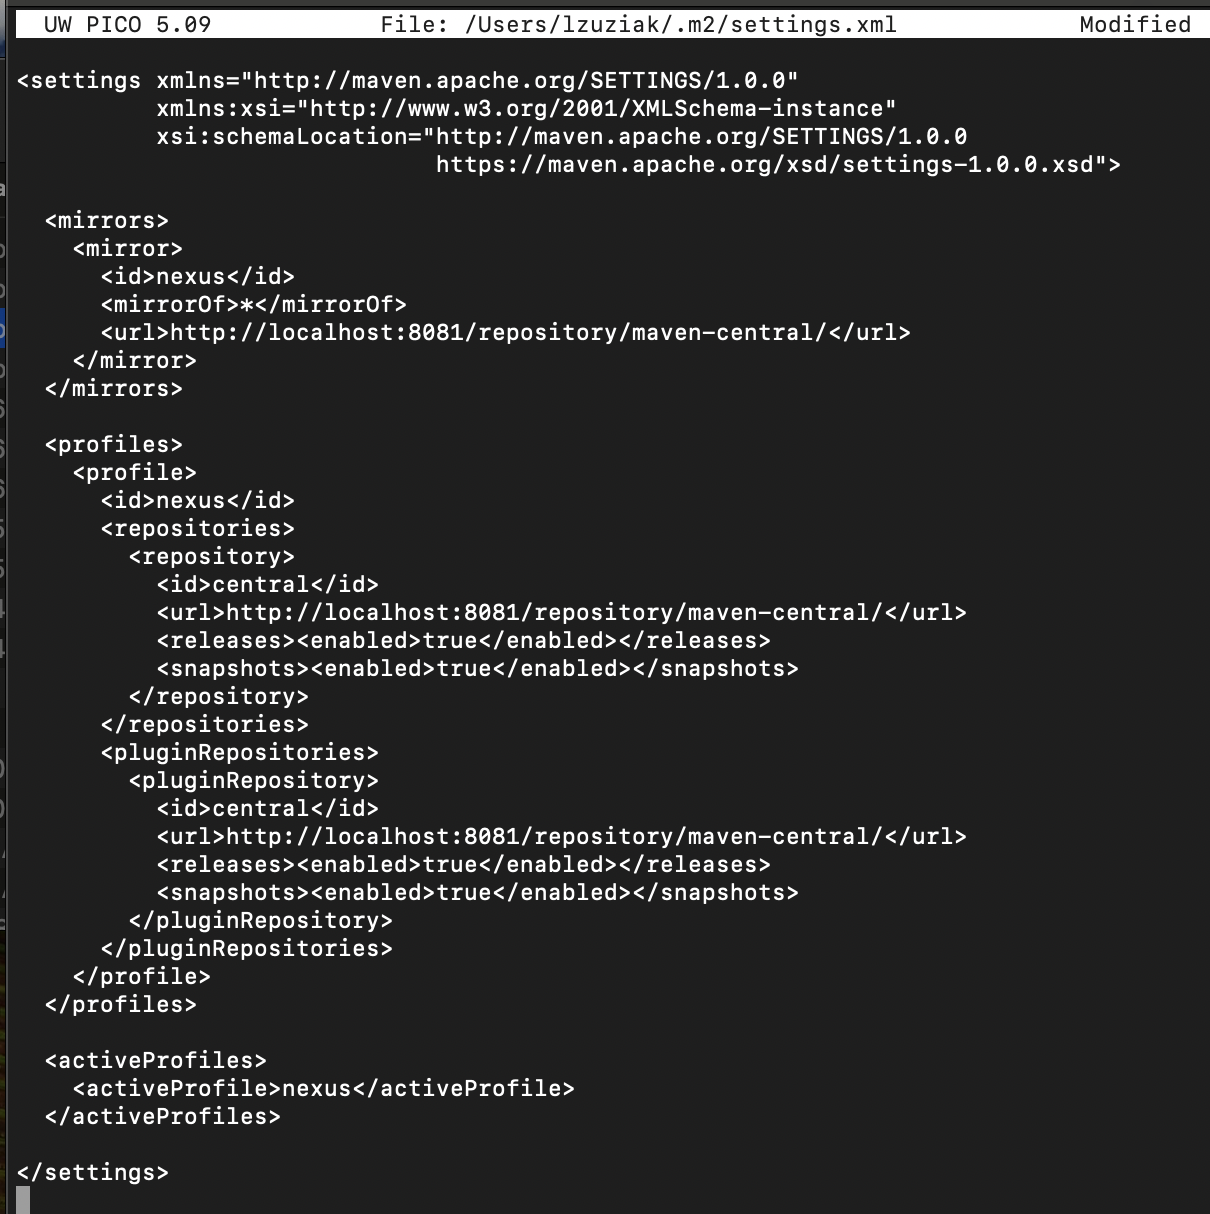 UW PICO 5.09 File: /Users/lzuziak/.m2/settings.xml Modified
<settings xmlns="http://maven.apache.org/SETTINGS/1.0.0"
xmlns:xsi="http://www.w3.org/2001/XMLSchema-instance"
xsi:schemaLocation="http://maven.apache.org/SETTINGS/1.0.0
https://maven.apache.org/xsd/settings-1.0.0.xsd">
<mirrors>
<mirror>
<id>nexus</id>
<mirrorOf>*</mirrorOf>
<url>http://localhost:8081/repository/maven-central/</url>
</mirror>
</mirrors>
<profiles>
<profile>
<id>nexus</id>
<repositories>
<repository>
<id>central</id>
<url>http://localhost:8081/repository/maven-central/</url>
<releases><enabled>true</enabled></releases>
<snapshots><enabled>true</enabled></snapshots>
</repository>
</repositories>
<pluginRepositories>
<pluginRepository>
<id>central</id>
<url>http://localhost:8081/repository/maven-central/</url>
<releases><enabled>true</enabled></releases>
<snapshots><enabled>true</enabled></snapshots>
</pluginRepository>
</pluginRepositories>
</profile>
</profiles>
<activeProfiles>
<activeProfile>nexus</activeProfile>
</activeProfiles>
</settings>